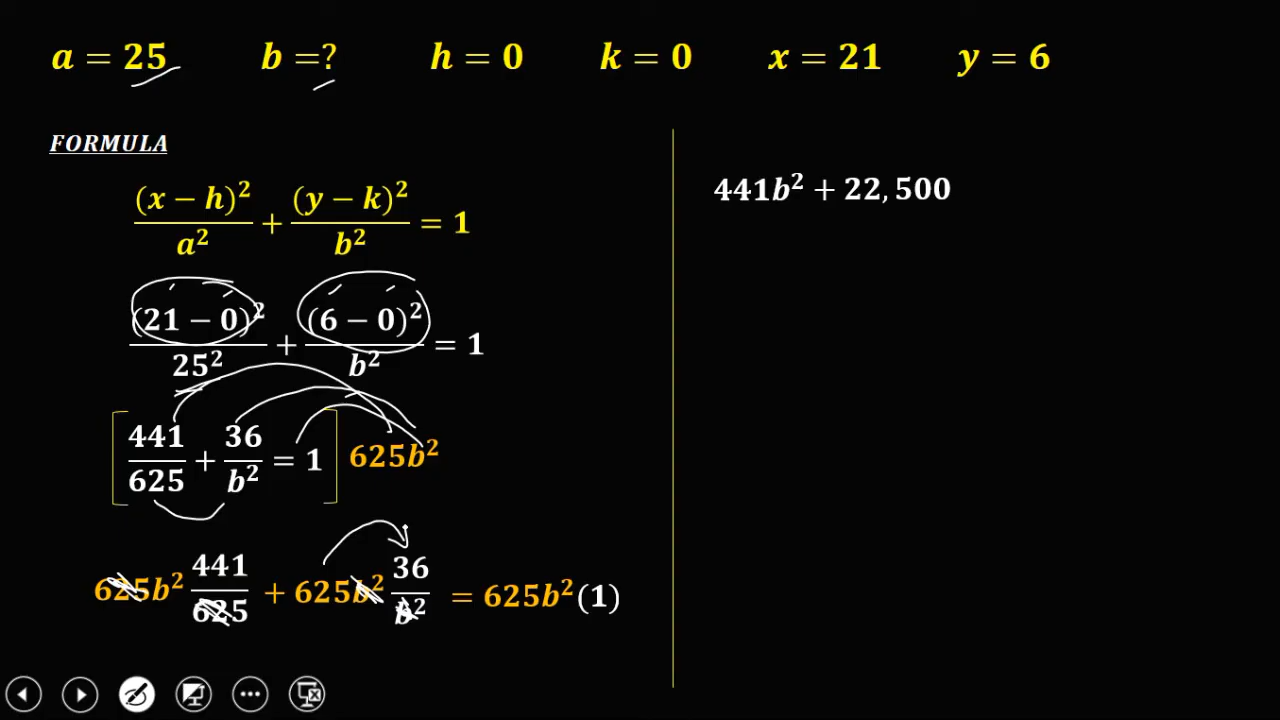 a = 25 b =? h = 0 k = 0 x = 21 y = 6
FORMULA
(x − h)²/a² + (y − k)²/b² = 1
(21 − 0)²/25² + (6 − 0)²/b² = 1
[441/625 + 36/b² = 1] 625b²
625b² 441/625 + 625b² 36/b² = 625b²(1)
441b² + 22,500